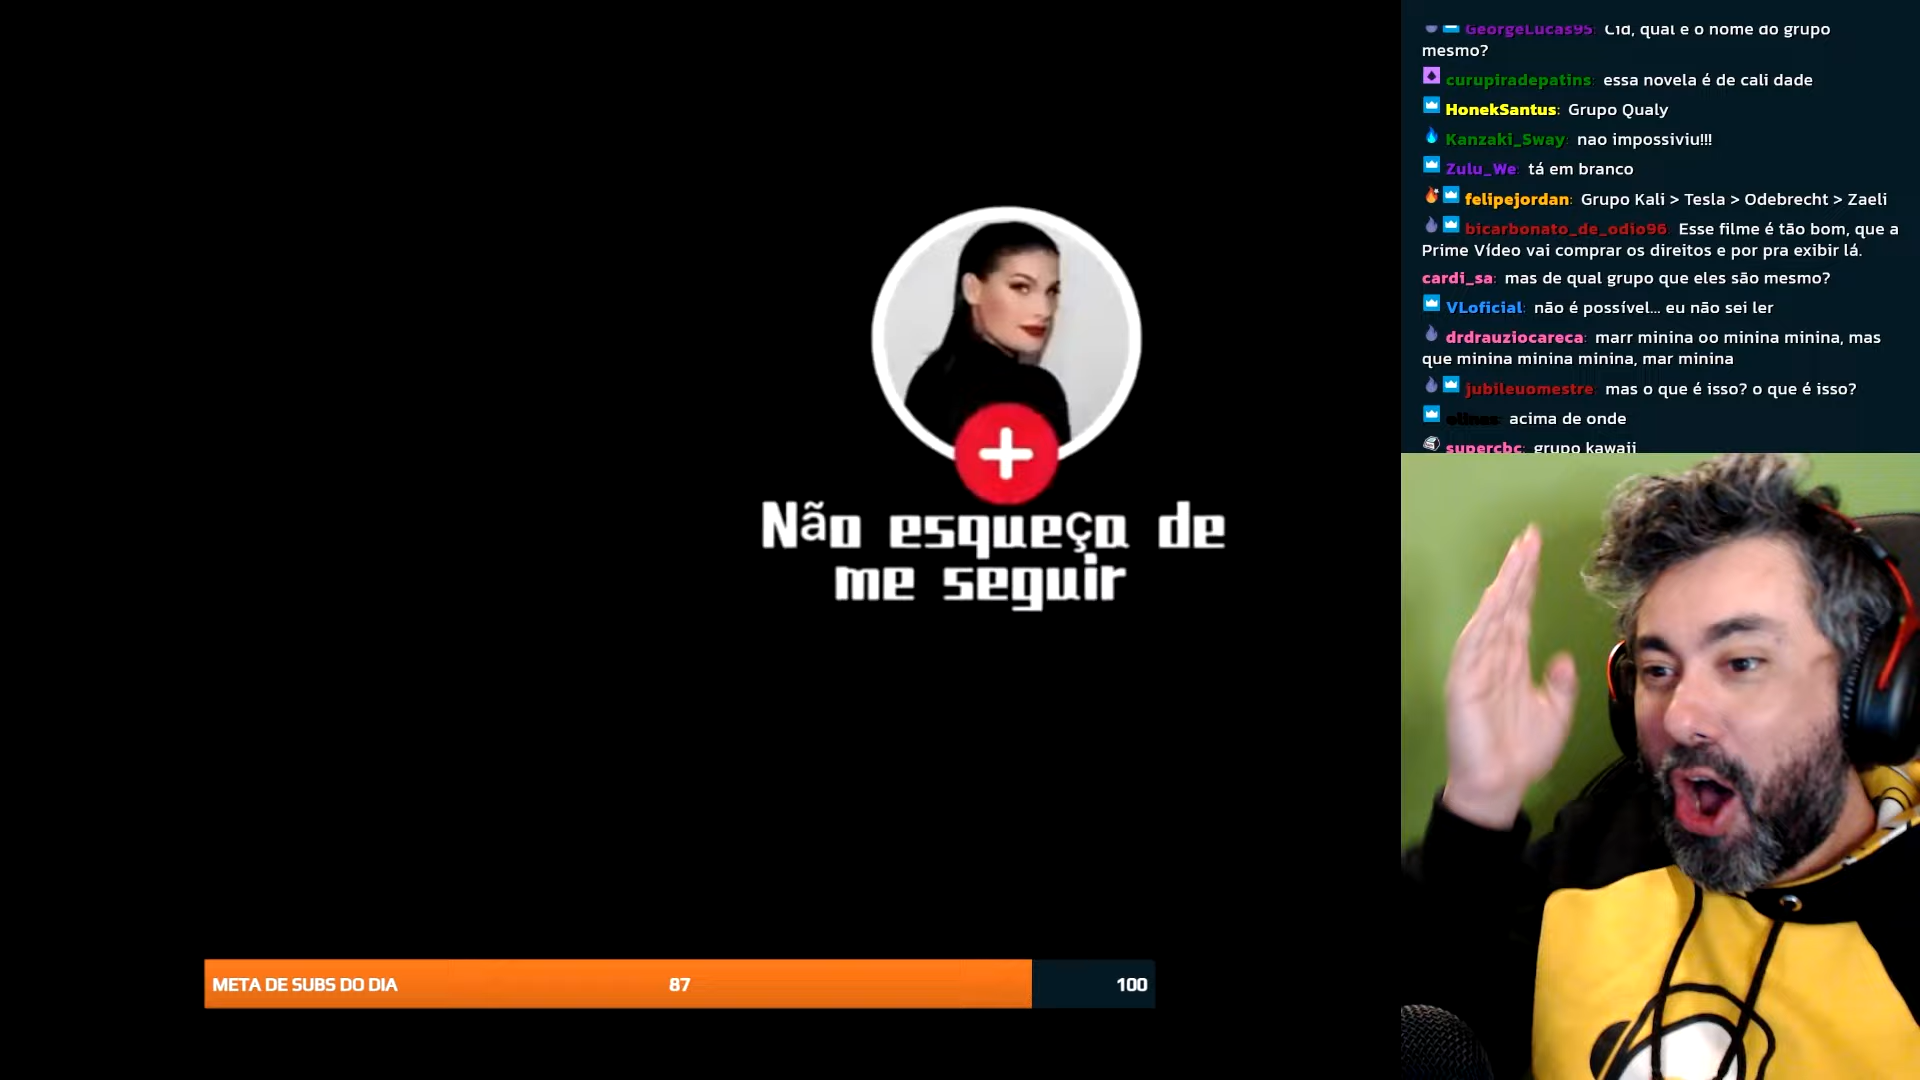 GeorgeLucas95: Cid, qual e o nome do grupo
mesmo?
curupiradepatins: essa novela é de cali dade
HonekSantus: Grupo Qualy
Kanzaki_Sway: nao impossiviu!!!
Zulu_We: tá em branco
felipejordan: Grupo Kali > Tesla > Odebrecht > Zaeli
bicarbonato_de_odio96: Esse filme é tão bom, que a
Prime Vídeo vai comprar os direitos e por pra exibir lá.
cardi_sa: mas de qual grupo que eles são mesmo?
VLoficial: não é possível... eu não sei ler
drdrauziocareca: marr minina oo minina minina, mas
que minina minina minina, mar minina
jubileuomestre: mas o que é isso? o que é isso?
acima de onde
supercbc: grupo kawaii
Não esqueça de
me seguir
META DE SUBS DO DIA 87 100